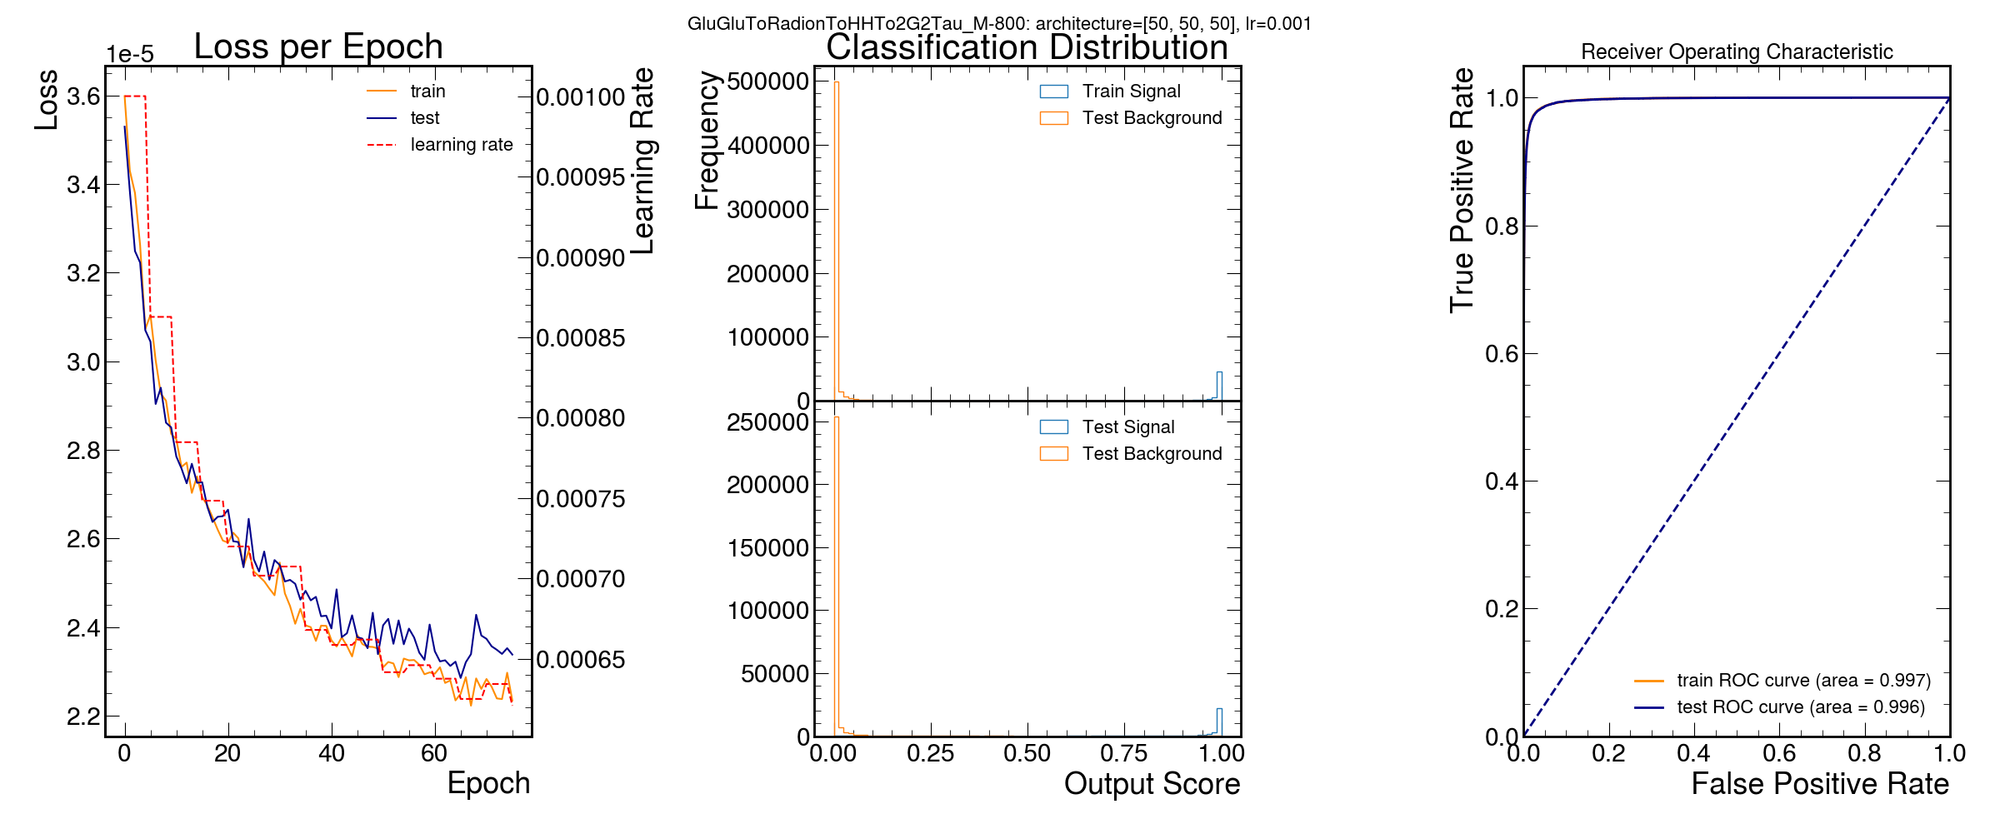 GluGluToRadionToHHTo2G2Tau_M-800: architecture=[50, 50, 50], lr=0.001
Loss per Epoch
1e-5
Loss
3.6
3.4
3.2
3.0
2.8
2.6
2.4
2.2
train
test
learning rate
0.00100
0.00095
0.00090
0.00085
0.00080
0.00075
0.00070
0.00065
Learning Rate
0
20
40
60
Epoch
Classification Distribution
Frequency
500000
400000
300000
200000
100000
0
Train Signal
Test Background
250000
200000
150000
100000
50000
0
Test Signal
Test Background
0.00
0.25
0.50
0.75
1.00
Output Score
Receiver Operating Characteristic
True Positive Rate
1.0
0.8
0.6
0.4
0.2
0.0
train ROC curve (area = 0.997)
test ROC curve (area = 0.996)
0.0
0.2
0.4
0.6
0.8
1.0
False Positive Rate